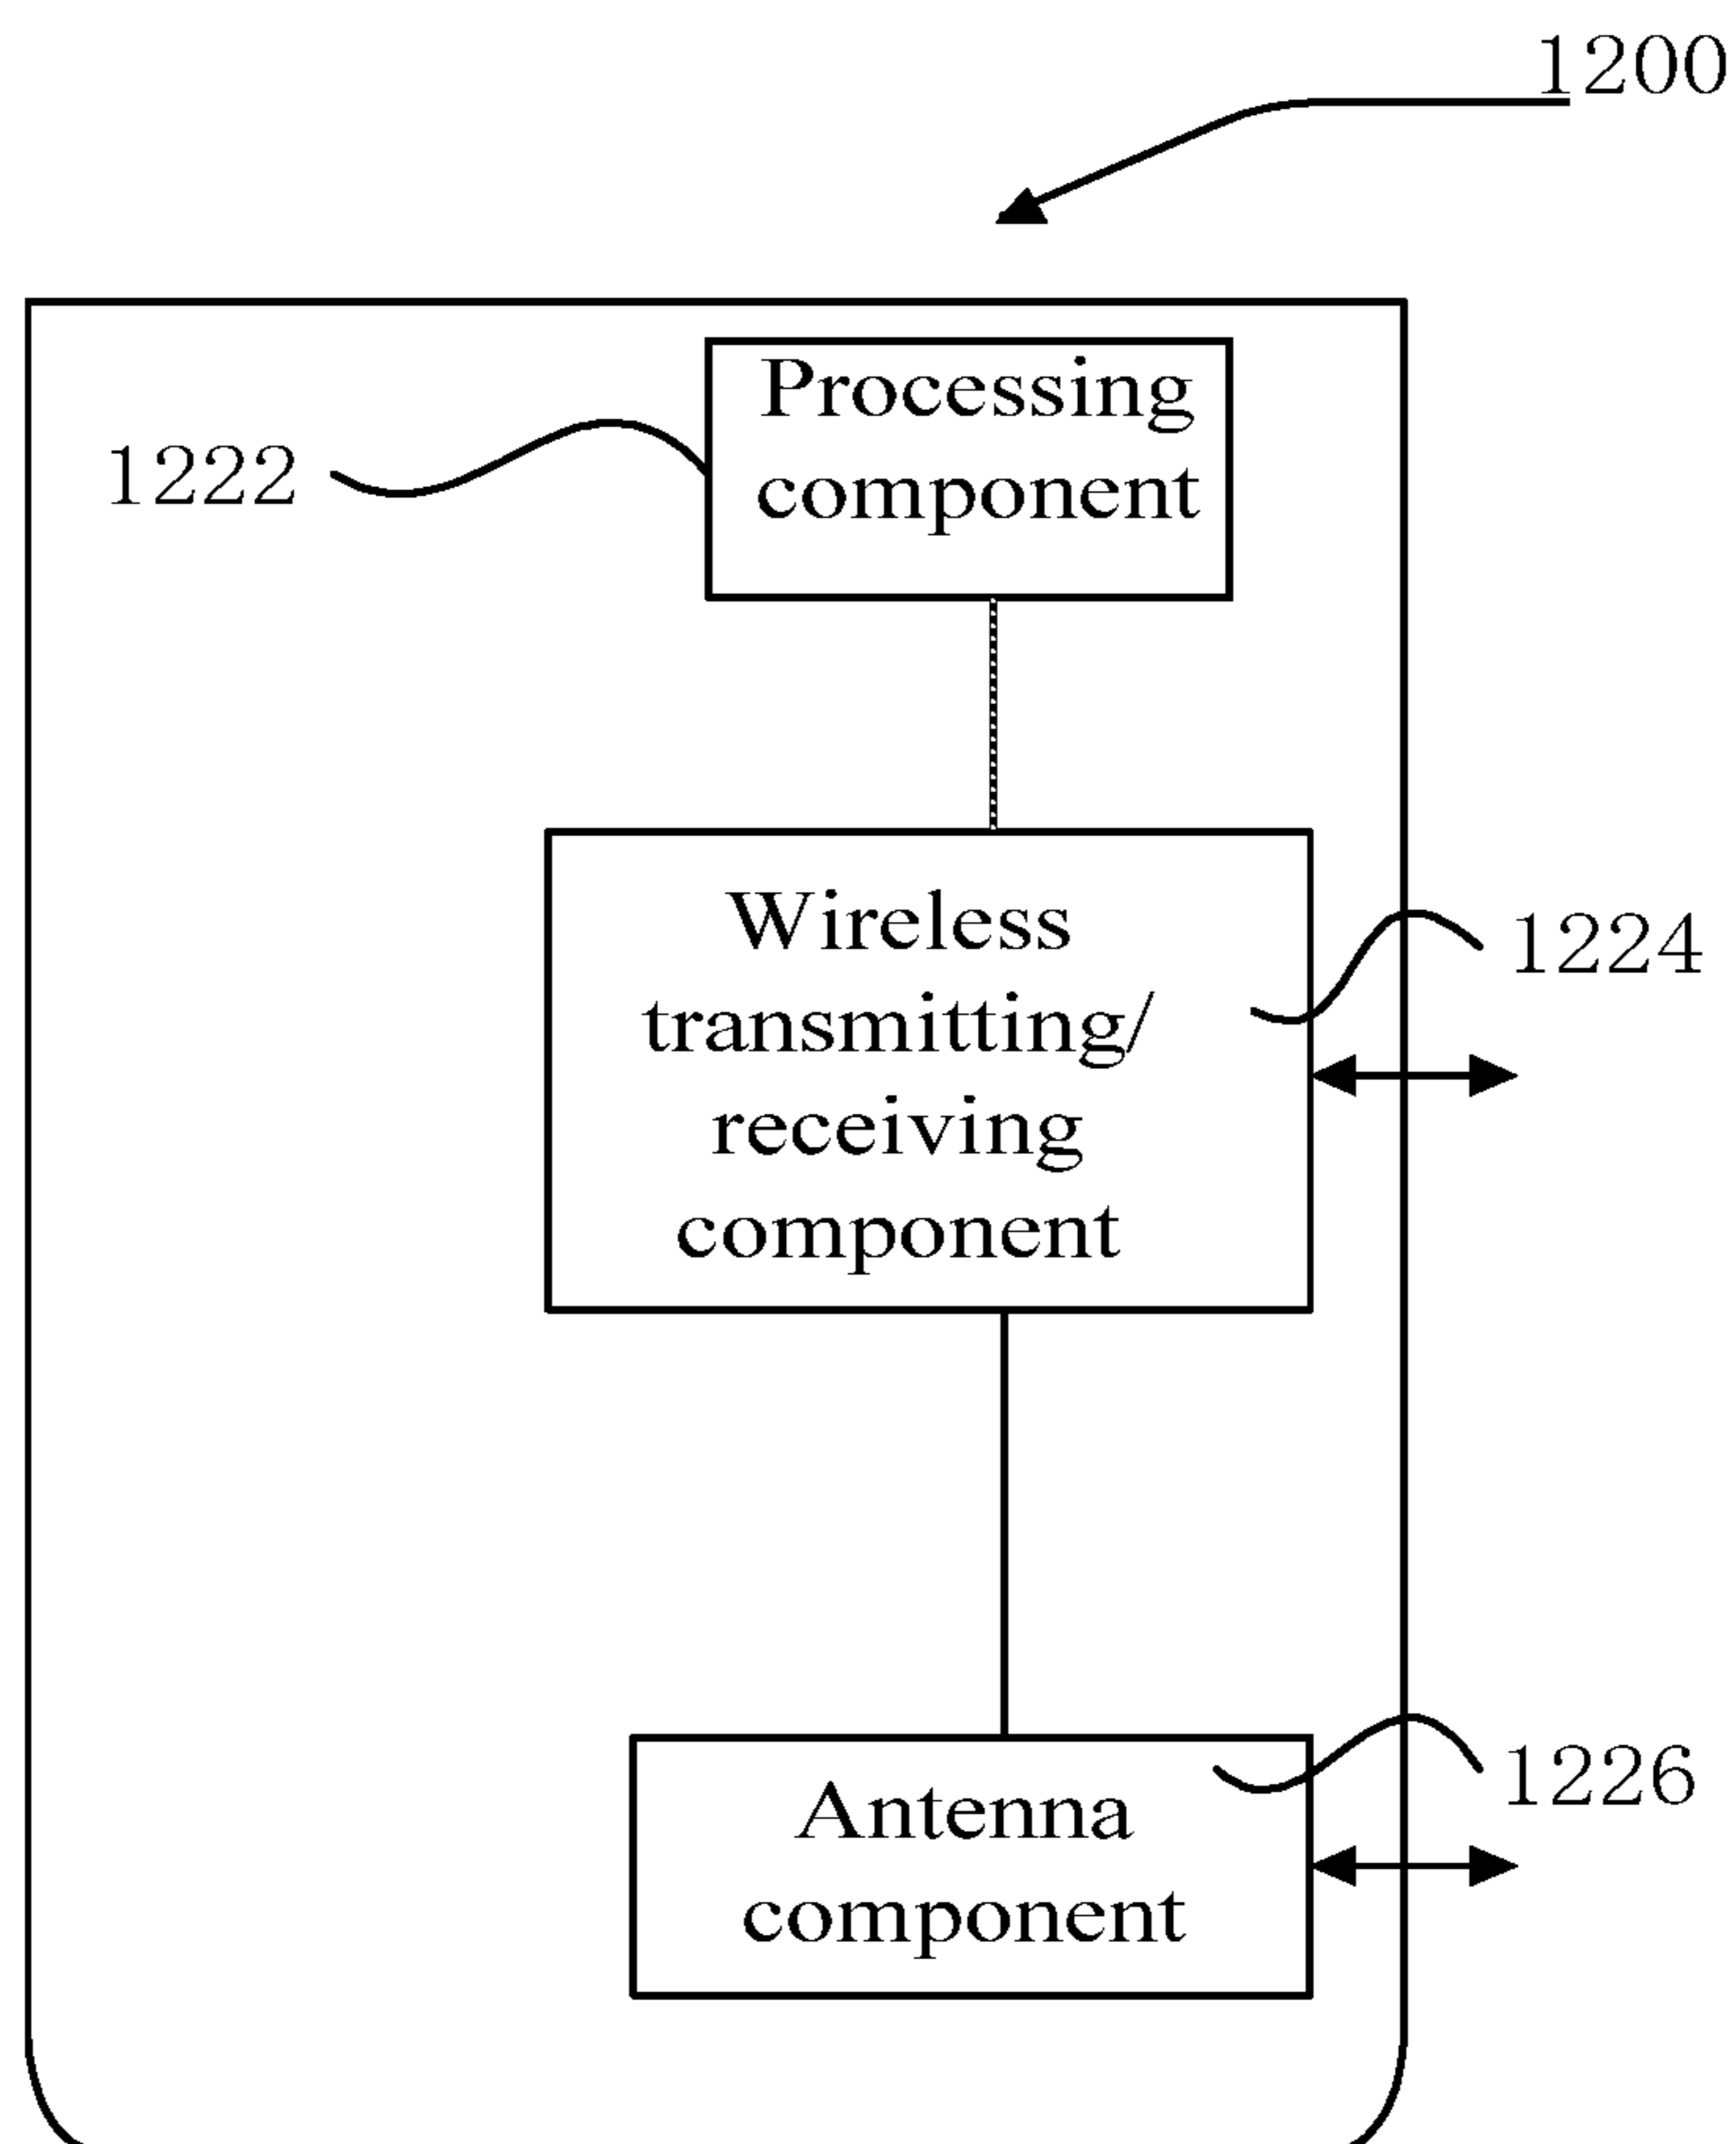 1200
Processing
component
1222
Wireless
transmitting/
receiving
component
1224
Antenna
component
1226